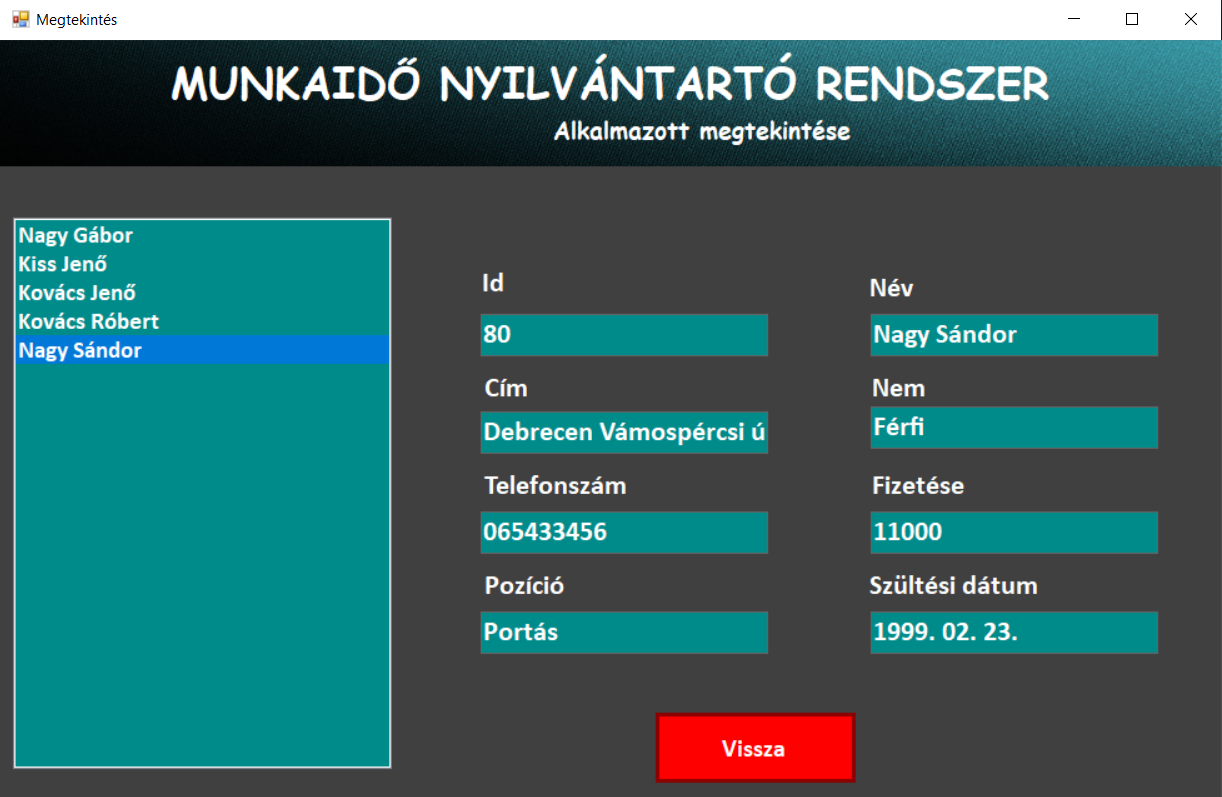 Megtekintés
MUNKAIDŐ NYILVÁNTARTÓ RENDSZER
Alkalmazott megtekintése
Nagy Gábor
Kiss Jenő
Kovács Jenő
Kovács Róbert
Nagy Sándor
Id
Név
80
Nagy Sándor
Cím
Nem
Debrecen Vámospércsi ú
Férfi
Telefonszám
Fizetése
065433456
11000
Pozíció
Szültési dátum
Portás
1999. 02. 23.
Vissza